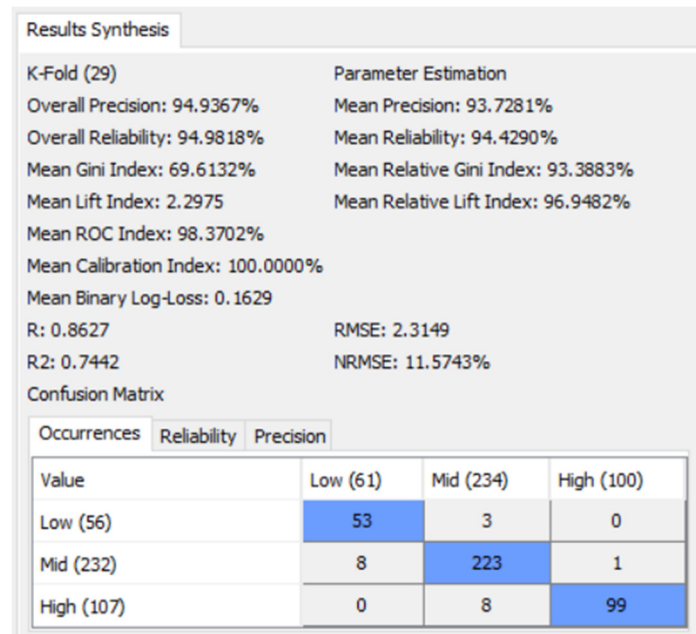 Results Synthesis
K-Fold (29) Parameter Estimation
Overall Precision: 94.9367% Mean Precision: 93.7281%
Overall Reliability: 94.9818% Mean Reliability: 94.4290%
Mean Gini Index: 69.6132% Mean Relative Gini Index: 93.3883%
Mean Lift Index: 2.2975 Mean Relative Lift Index: 96.9482%
Mean ROC Index: 98.3702%
Mean Calibration Index: 100.0000%
Mean Binary Log-Loss: 0.1629
R: 0.8627 RMSE: 2.3149
R2: 0.7442 NRMSE: 11.5743%
Confusion Matrix
Occurrences Reliability Precision
Value Low (61) Mid (234) High (100)
Low (56) 53 3 0
Mid (232) 8 223 1
High (107) 0 8 99